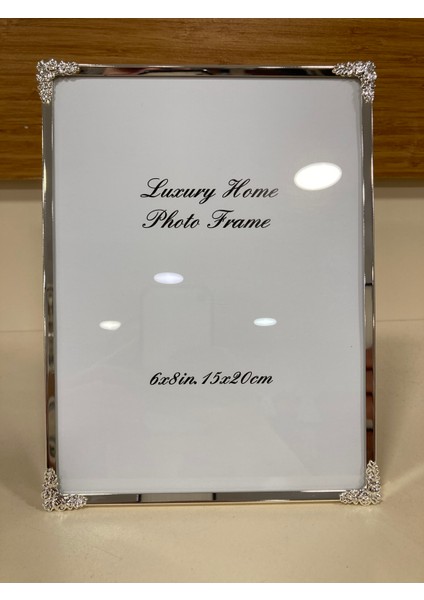 Luxury Home
Photo Frame
6x8in. 15x20cm